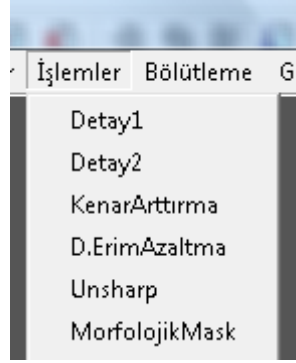 İşlemler Bölütleme G
Detay1
Detay2
KenarArttırma
D.ErimAzaltma
Unsharp
MorfolojikMask